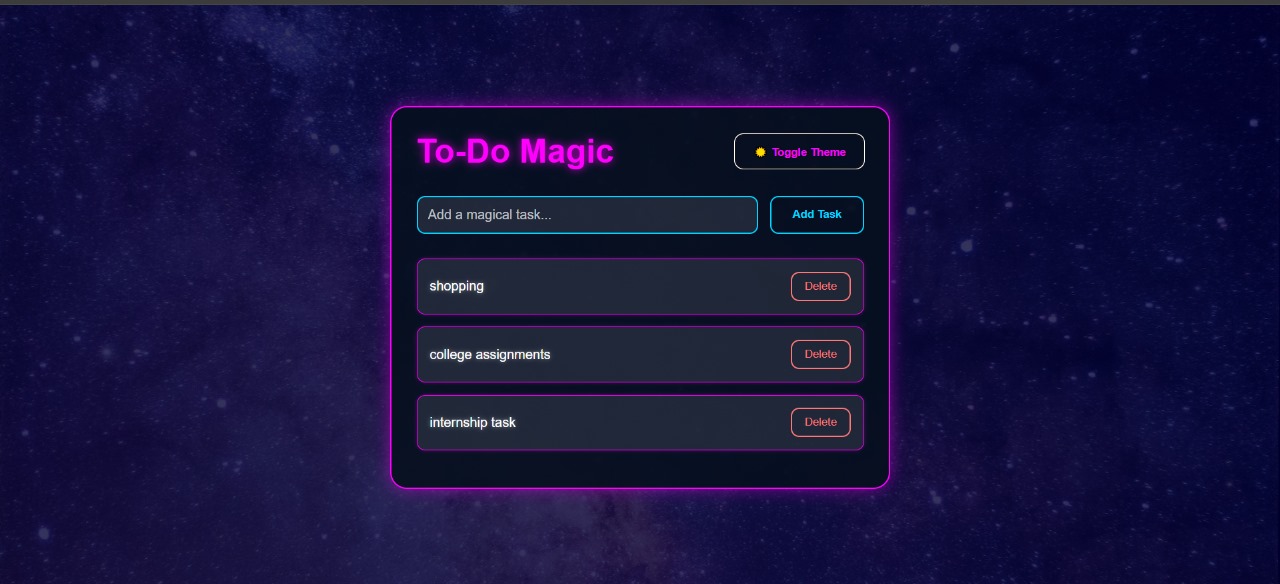 To-Do Magic
Toggle Theme
Add a magical task...
Add Task
shopping
Delete
college assignments
Delete
internship task
Delete